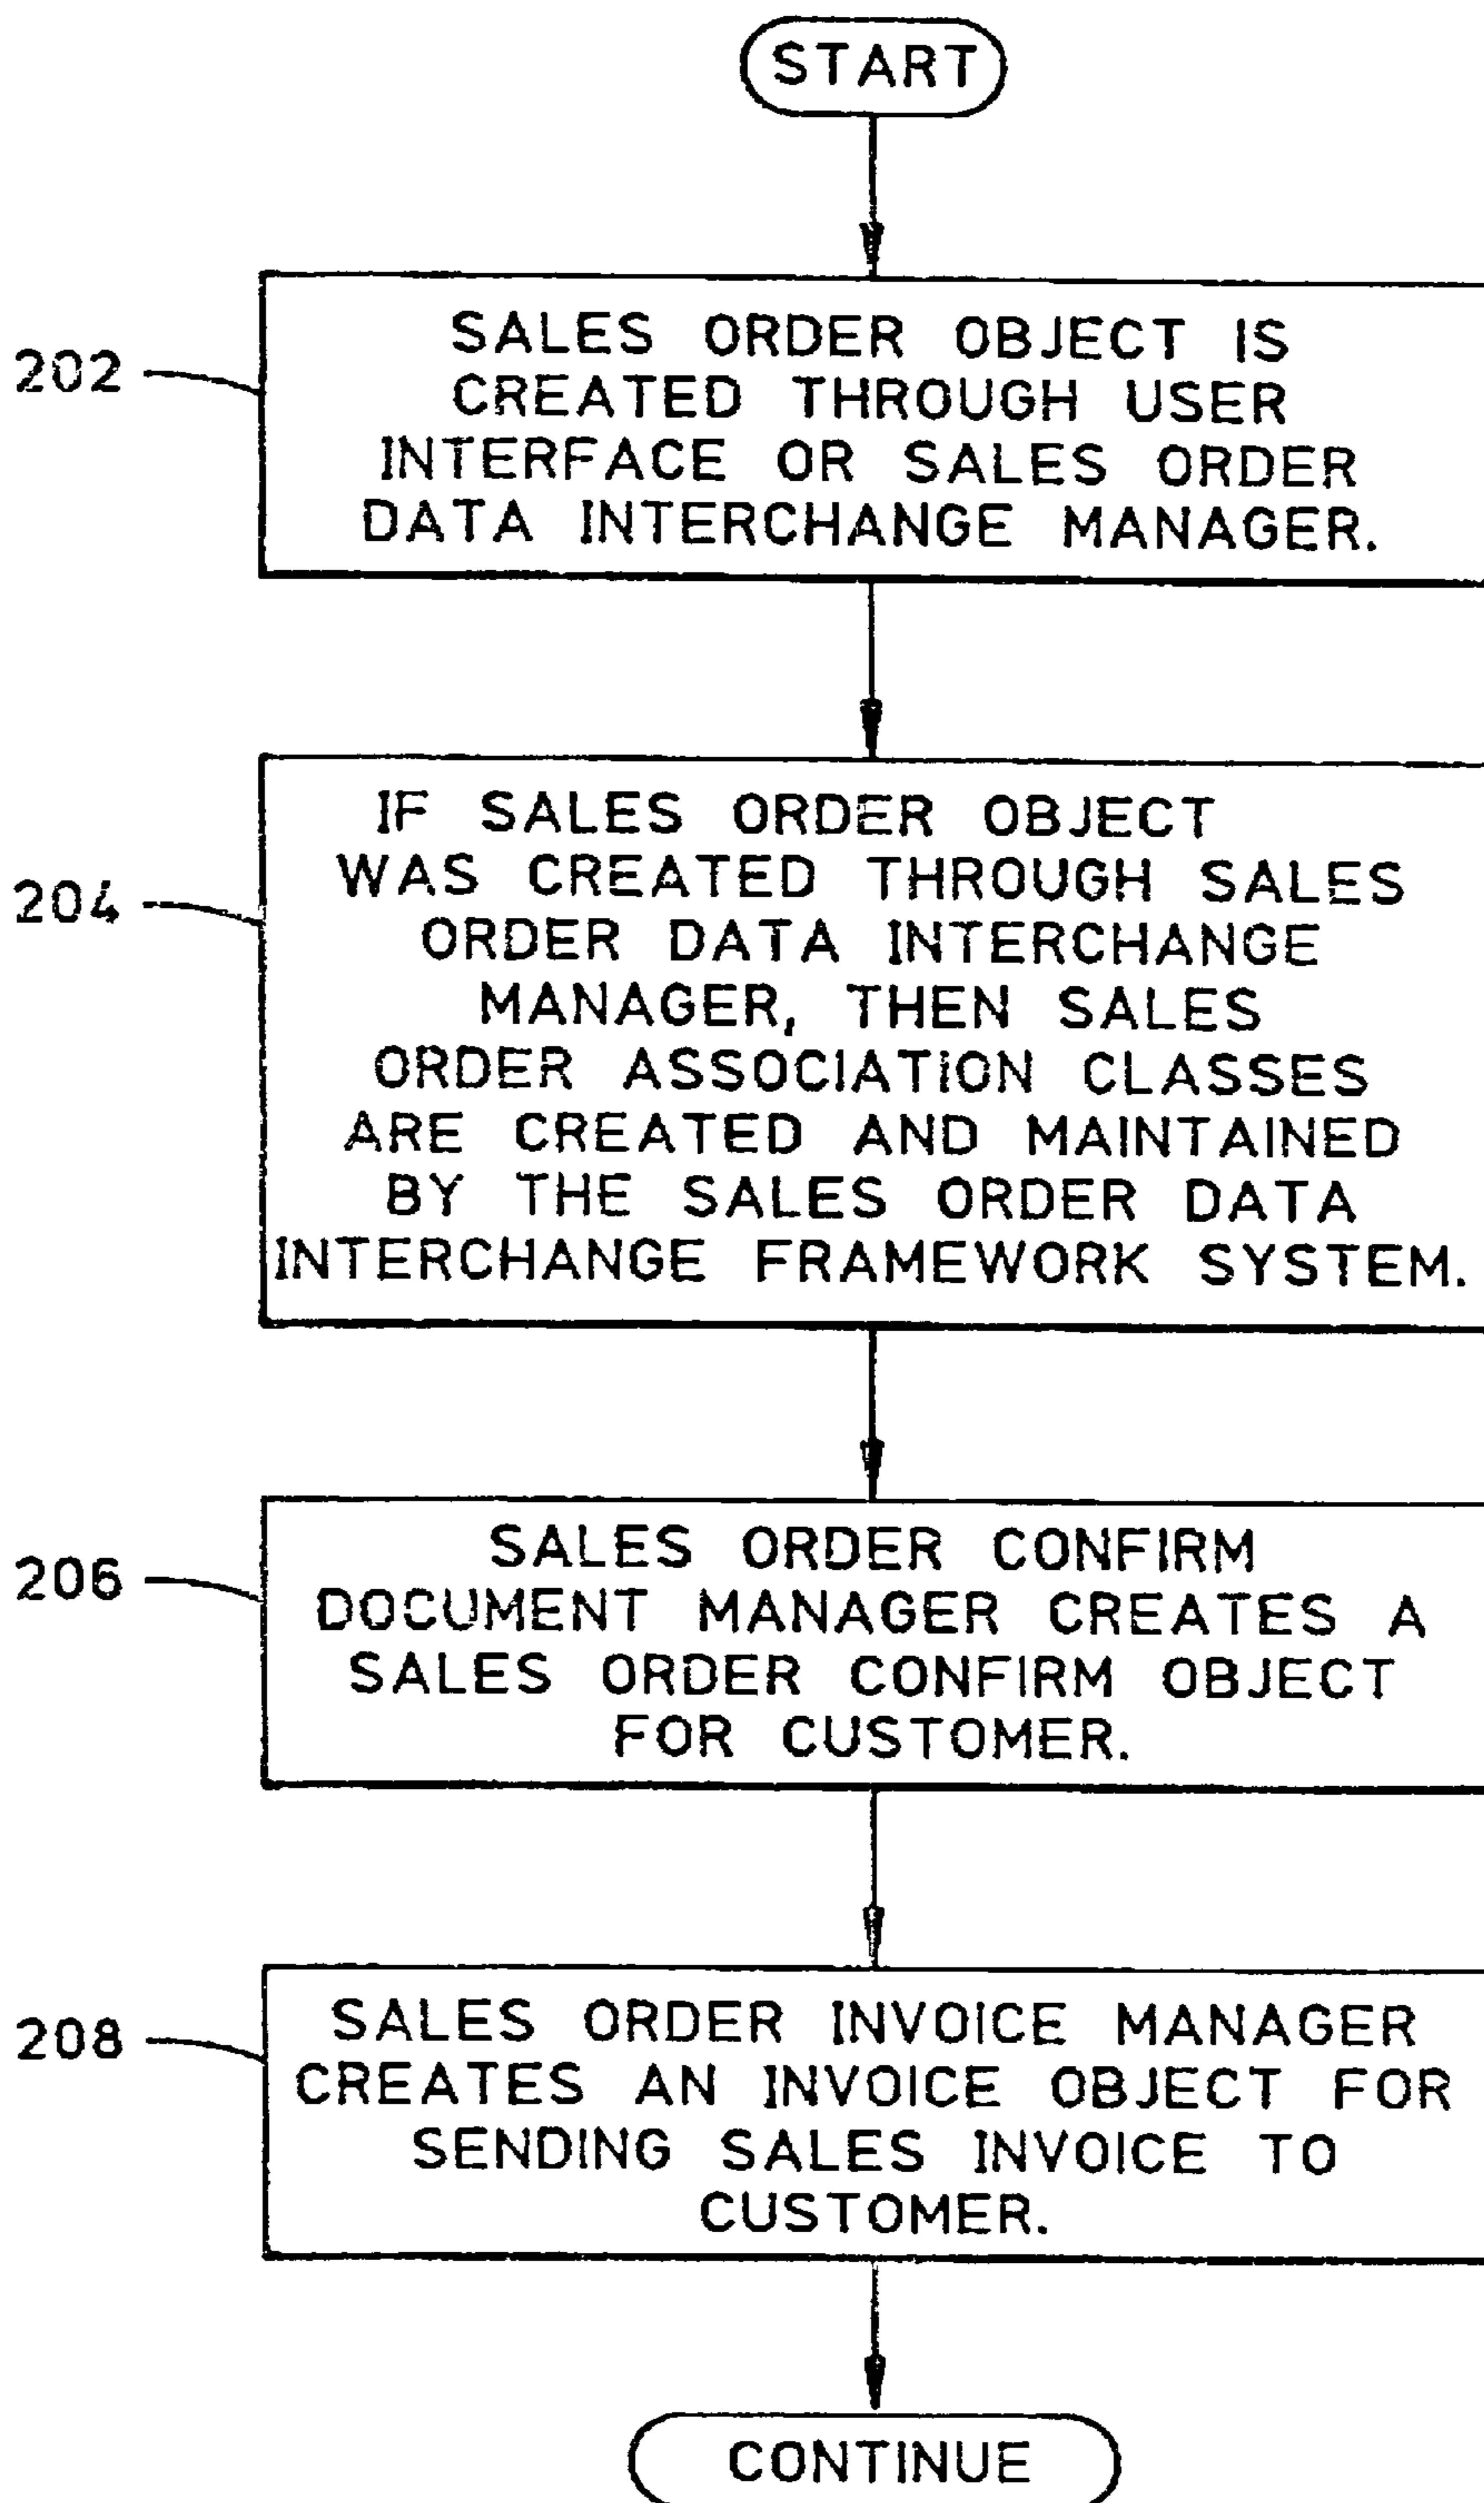 START
202
SALES ORDER OBJECT IS
CREATED THROUGH USER
INTERFACE OR SALES ORDER
DATA INTERCHANGE MANAGER.
204
IF SALES ORDER OBJECT
WAS CREATED THROUGH SALES
ORDER DATA INTERCHANGE
MANAGER, THEN SALES
ORDER ASSOCIATION CLASSES
ARE CREATED AND MAINTAINED
BY THE SALES ORDER DATA
INTERCHANGE FRAMEWORK SYSTEM.
206
SALES ORDER CONFIRM
DOCUMENT MANAGER CREATES A
SALES ORDER CONFIRM OBJECT
FOR CUSTOMER.
208
SALES ORDER INVOICE MANAGER
CREATES AN INVOICE OBJECT FOR
SENDING SALES INVOICE TO
CUSTOMER.
CONTINUE